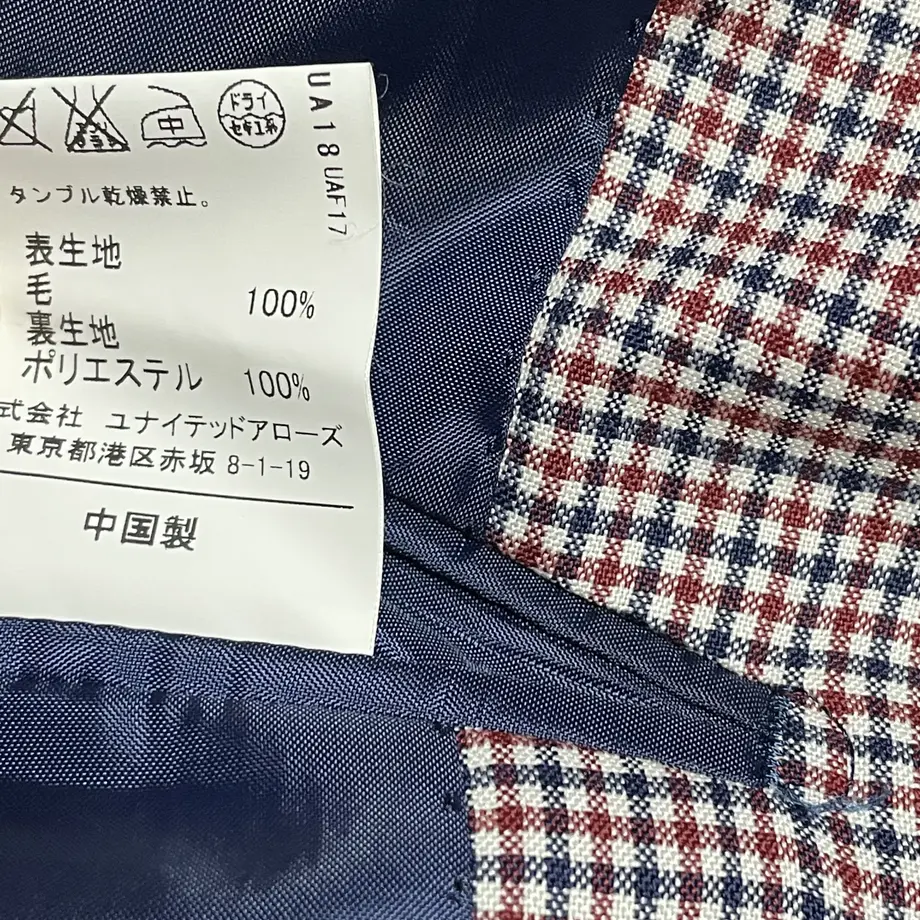 ドライ
セキユ系
中
UA18 UAF17
タンブル乾燥禁止。
表生地
毛 100%
裏生地
ポリエステル 100%
式会社 ユナイテッドアローズ
東京都港区赤坂 8-1-19
中国製